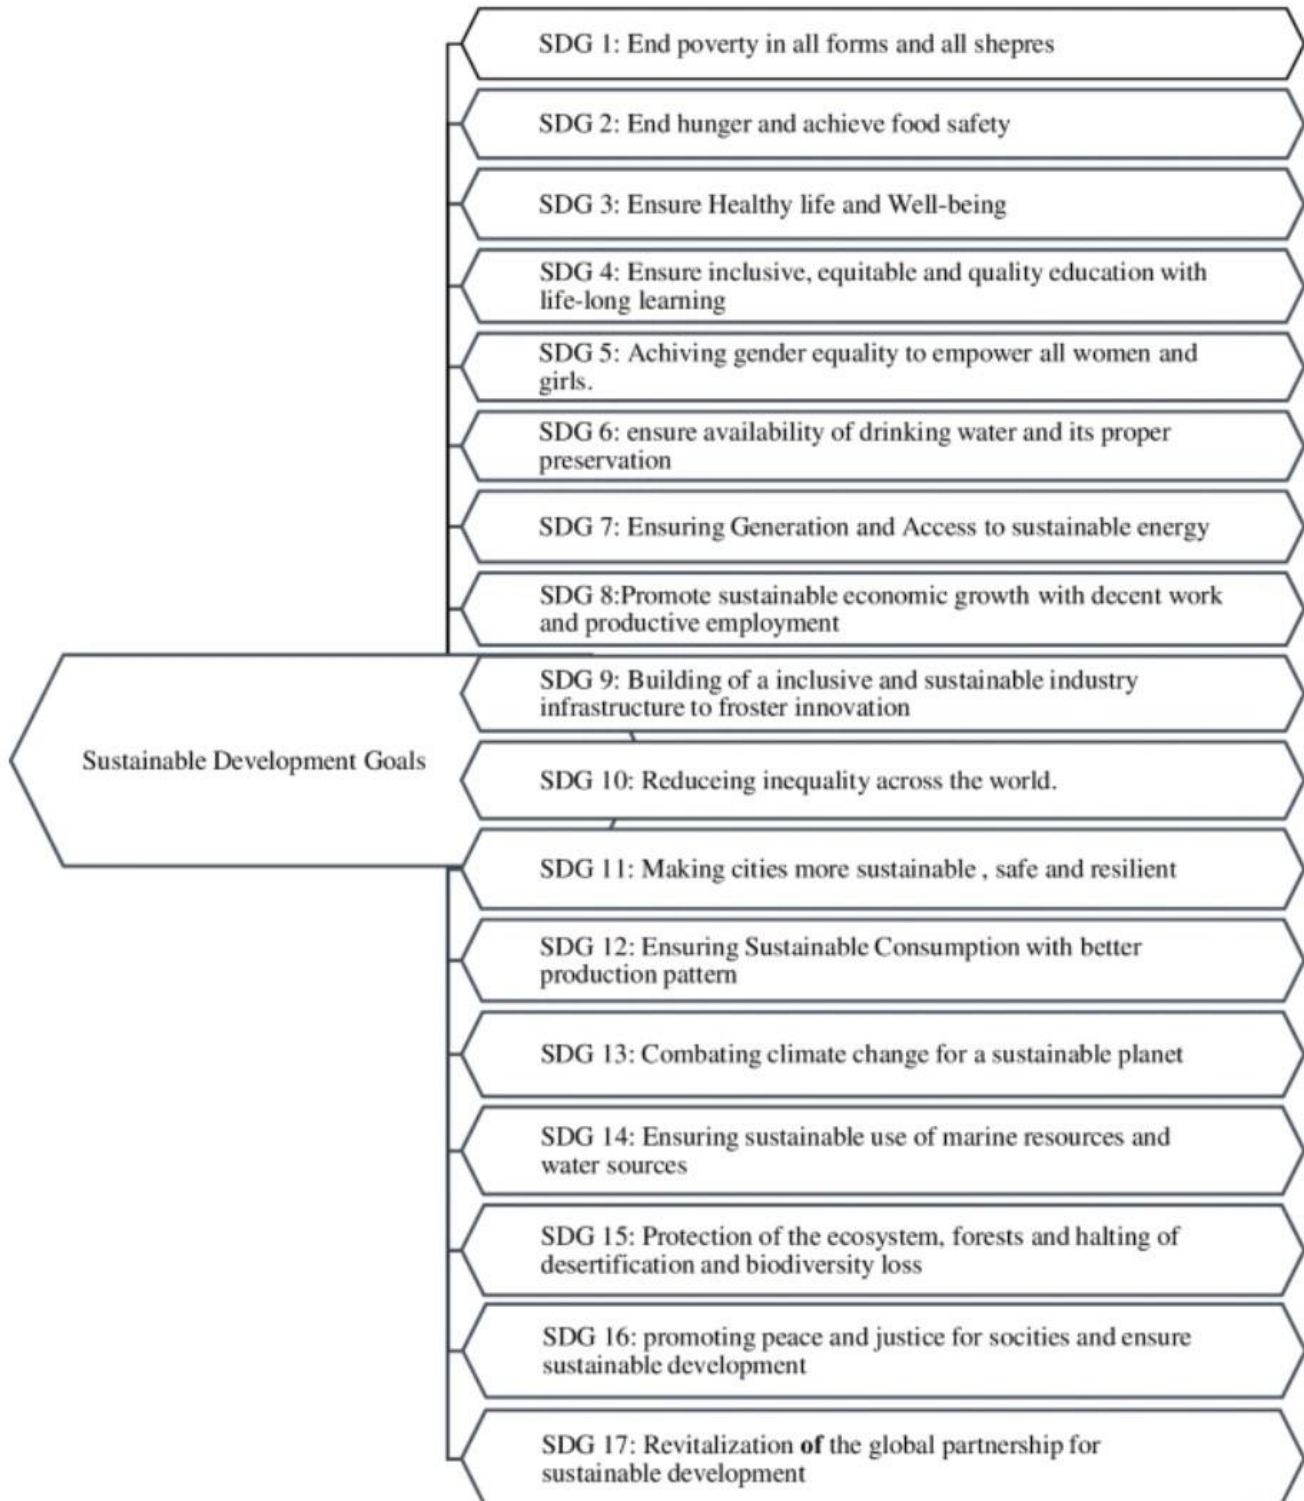 SDG 1: End poverty in all forms and all shepres
SDG 2: End hunger and achieve food safety
SDG 3: Ensure Healthy life and Well-being
SDG 4: Ensure inclusive, equitable and quality education with
life-long learning
SDG 5: Achiving gender equality to empower all women and
girls.
SDG 6: ensure availability of drinking water and its proper
preservation
SDG 7: Ensuring Generation and Access to sustainable energy
SDG 8:Promote sustainable economic growth with decent work
and productive employment
SDG 9: Building of a inclusive and sustainable industry
infrastructure to froster innovation
Sustainable Development Goals
SDG 10: Reduceing inequality across the world.
SDG 11: Making cities more sustainable , safe and resilient
SDG 12: Ensuring Sustainable Consumption with better
production pattern
SDG 13: Combating climate change for a sustainable planet
SDG 14: Ensuring sustainable use of marine resources and
water sources
SDG 15: Protection of the ecosystem, forests and halting of
desertification and biodiversity loss
SDG 16: promoting peace and justice for socities and ensure
sustainable development
SDG 17: Revitalization of the global partnership for
sustainable development